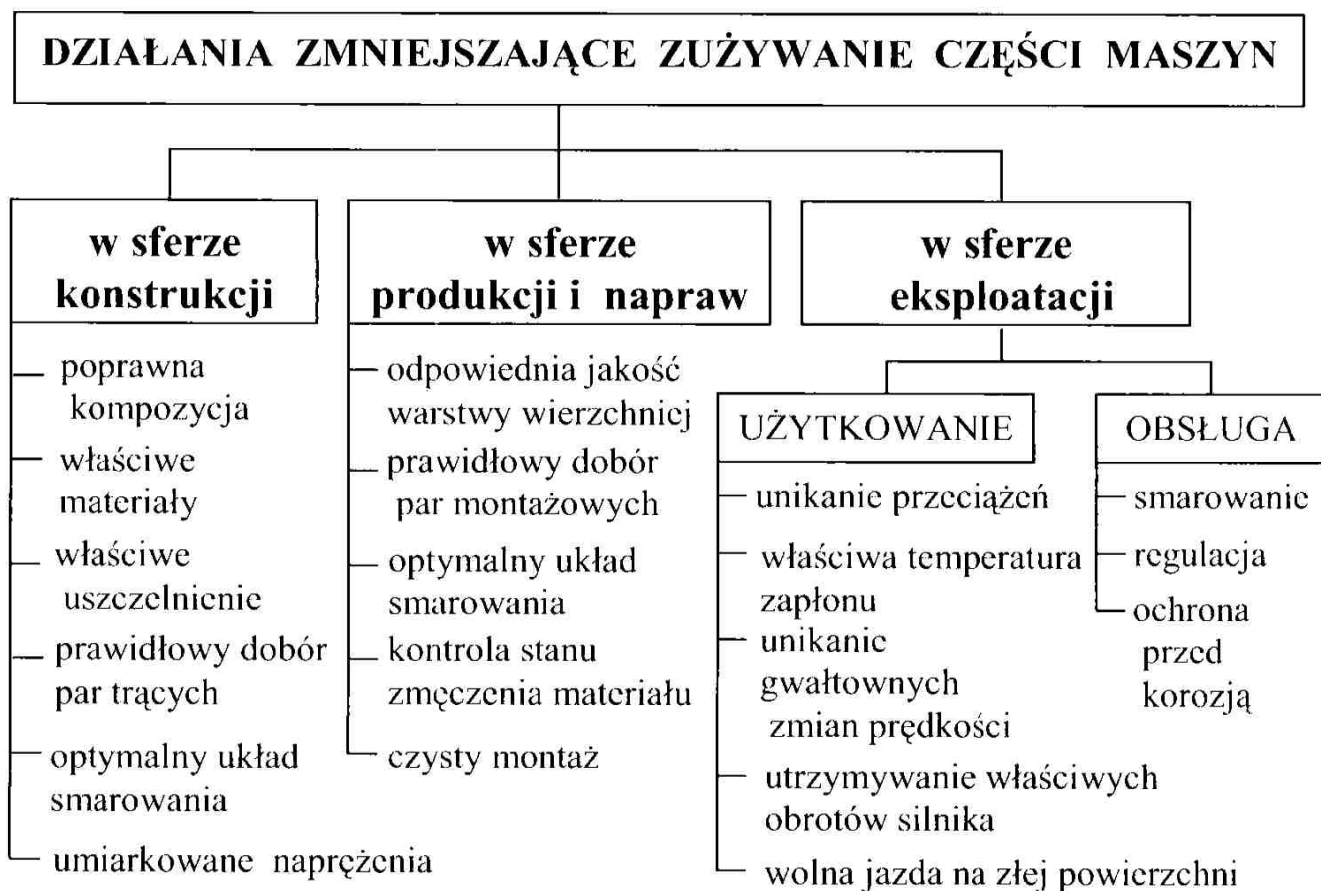 DZIAŁANIA ZMNIEJSZAJĄCE ZUŻYWANIE CZĘŚCI MASZYN
w sferze
konstrukcji
poprawna
kompozycja
właściwe
materiały
właściwe
uszczelnienie
prawidłowy dobór
par trących
optymalny układ
smarowania
umiarkowane naprężenia
w sferze
produkcji i napraw
odpowiednia jakość
warstwy wierzchniej
prawidłowy dobór
par montażowych
optymalny układ
smarowania
kontrola stanu
zmęczenia materiału
czysty montaż
w sferze
eksploatacji
UŻYTKOWANIE
unikanie przeciążeń
właściwa temperatura
zapłonu
unikanie
gwałtownych
zmian prędkości
utrzymywanie właściwych
obrotów silnika
wolna jazda na złej powierzchni
OBSŁUGA
smarowanie
regulacja
ochrona
przed
korozją